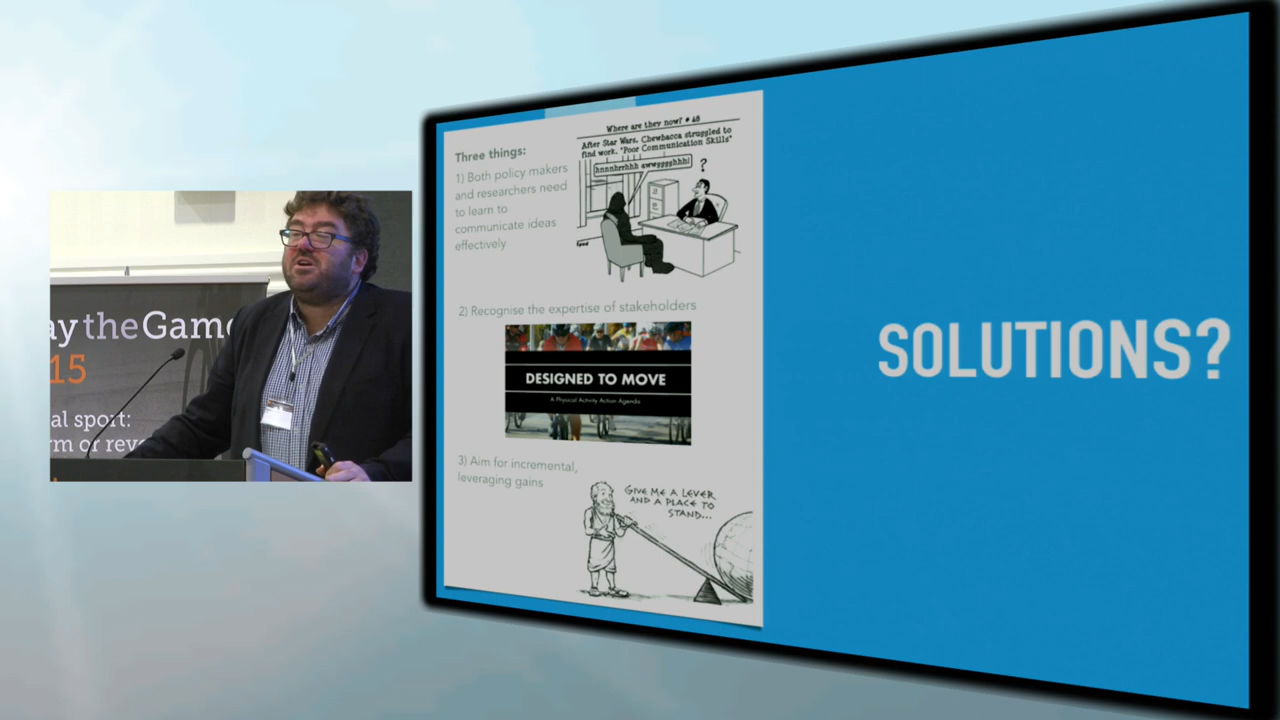 ay the Game
15
al sport:
rm or revo
Three things:
1) Both policy makers
and researchers need
to learn to
communicate ideas
effectively
Where are they now? # 48
After Star Wars, Chewbacca struggled to
find work. "Poor Communication Skills"
hnnnhrrhhh awwgggghhh!
?
2) Recognise the expertise of stakeholders
DESIGNED TO MOVE
A Physical Activity Action Agenda
3) Aim for incremental,
leveraging gains
GIVE ME A LEVER
AND A PLACE TO
STAND...
SOLUTIONS?